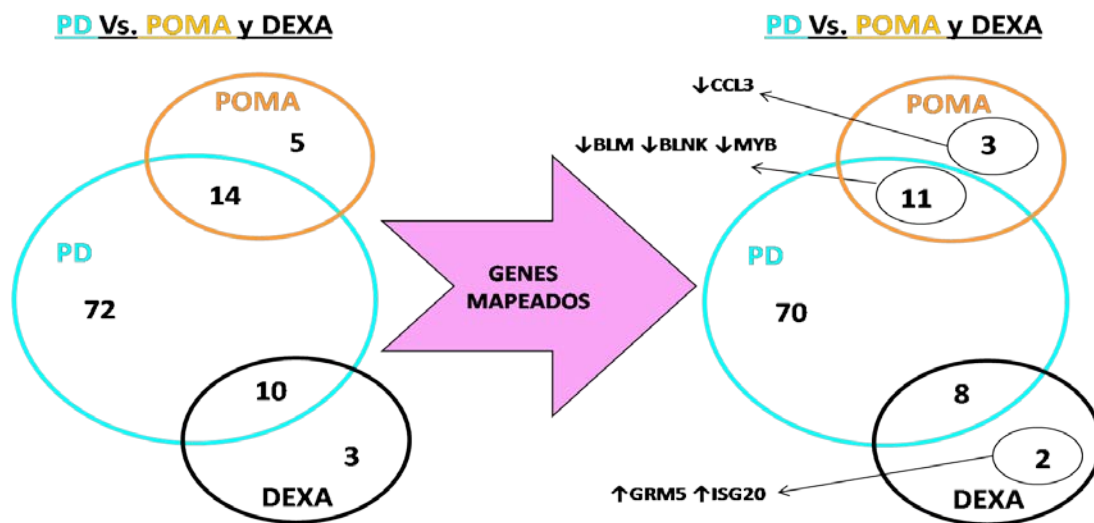 PD Vs. POMA y DEXA
POMA
5
14
PD
72
10
3
DEXA
GENES
MAPEADOS
PD Vs. POMA y DEXA
↓CCL3
POMA
3
↓BLM ↓BLNK ↓MYB
11
PD
70
8
2
↑GRM5 ↑ISG20
DEXA